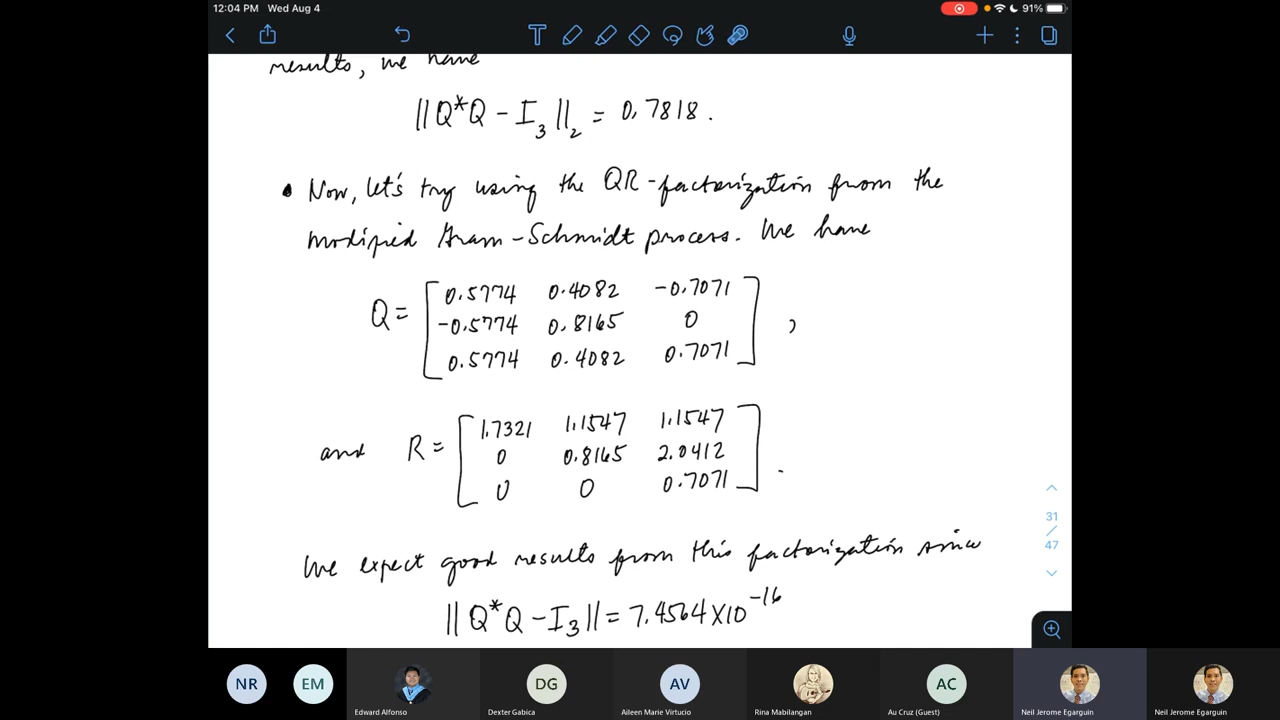 12:04 PM Wed Aug 4
91%
results, we have
||Q*Q - I₃||₂ = 0.7818.
• Now, let's try using the QR-factorization from the
modified Gram-Schmidt process. We have
Q = [0.5774 0.4082 -0.7071
-0.5774 0.8165 0
0.5774 0.4082 0.7071],
and R = [1.7321 1.1547 1.1547
0 0.8165 2.0412
0 0 0.7071].
We expect good results from this factorization since
||Q*Q - I₃|| = 7.4564 × 10⁻¹⁶
31
/
47
NR
EM
DG
AV
AC
Edward Alfonso
Dexter Gabica
Aileen Marie Virtucio
Rina Mabilangan
Au Cruz (Guest)
Neil Jerome Egarguin
Neil Jerome Egarguin